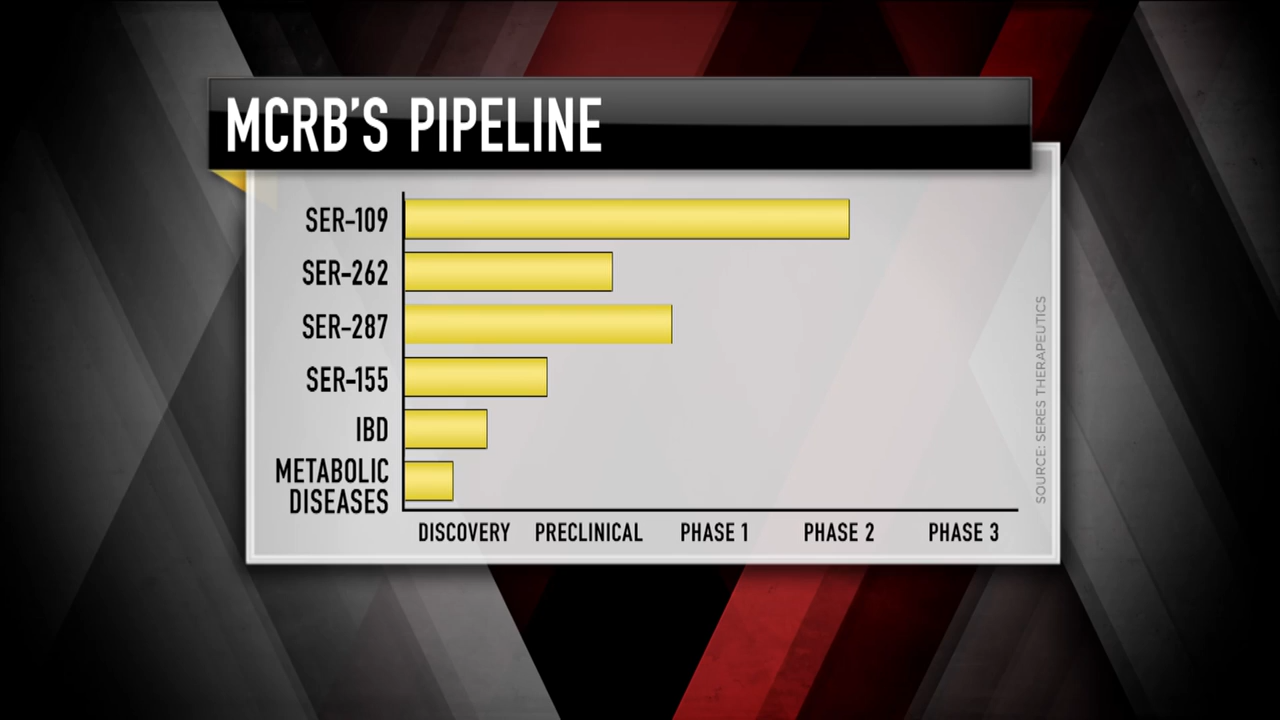 MCRB'S PIPELINE
SER-109
SER-262
SER-287
SER-155
IBD
METABOLIC
DISEASES
DISCOVERY PRECLINICAL PHASE 1 PHASE 2 PHASE 3
SOURCE: SERES THERAPEUTICS